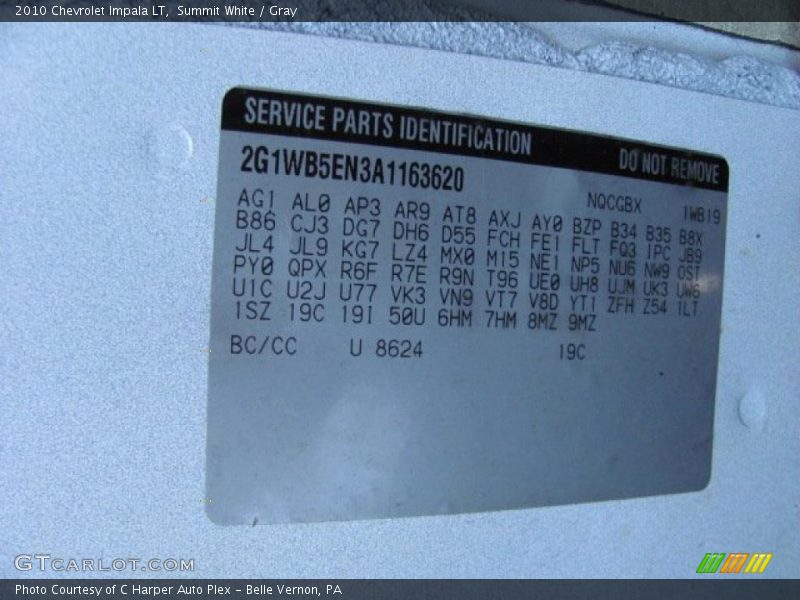 2010 Chevrolet Impala LT, Summit White / Gray
SERVICE PARTS IDENTIFICATION DO NOT REMOVE
2G1WB5EN3A1163620 NQCGBX 1WB19
AG1 AL0 AP3 AR9 AT8 AXJ AY0 BZP B34 B35 B8X
B86 CJ3 DG7 DH6 D55 FCH FE1 FLT FQ3 IPC JB9
JL4 JL9 KG7 LZ4 MX0 M15 NE1 NP5 NU6 NW9 OST
PY0 QPX R6F R7E R9N T96 UE0 UH8 UJM UK3 UW6
U1C U2J U77 VK3 VN9 VT7 V8D YT1 ZFH Z54 1LT
1SZ 19C 19I 50U 6HM 7HM 8MZ 9MZ
BC/CC U 8624 19C
GTCARLOT.COM
Photo Courtesy of C Harper Auto Plex - Belle Vernon, PA